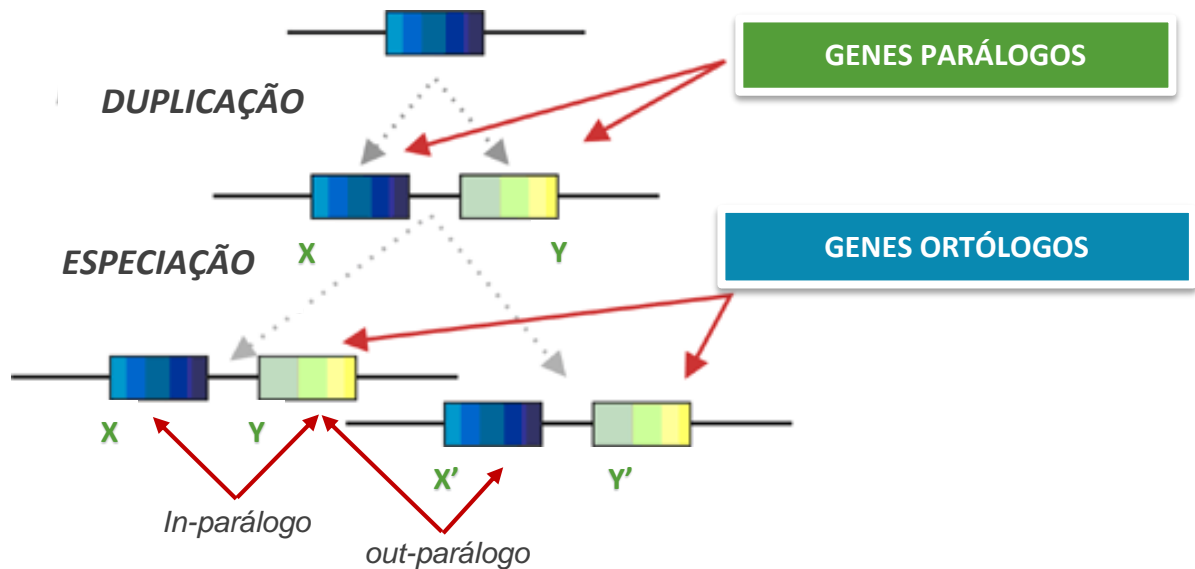 GENES PARÁLOGOS
DUPLICAÇÃO
X
Y
ESPECIAÇÃO
GENES ORTÓLOGOS
X
Y
X’
Y’
In-parálogo
out-parálogo